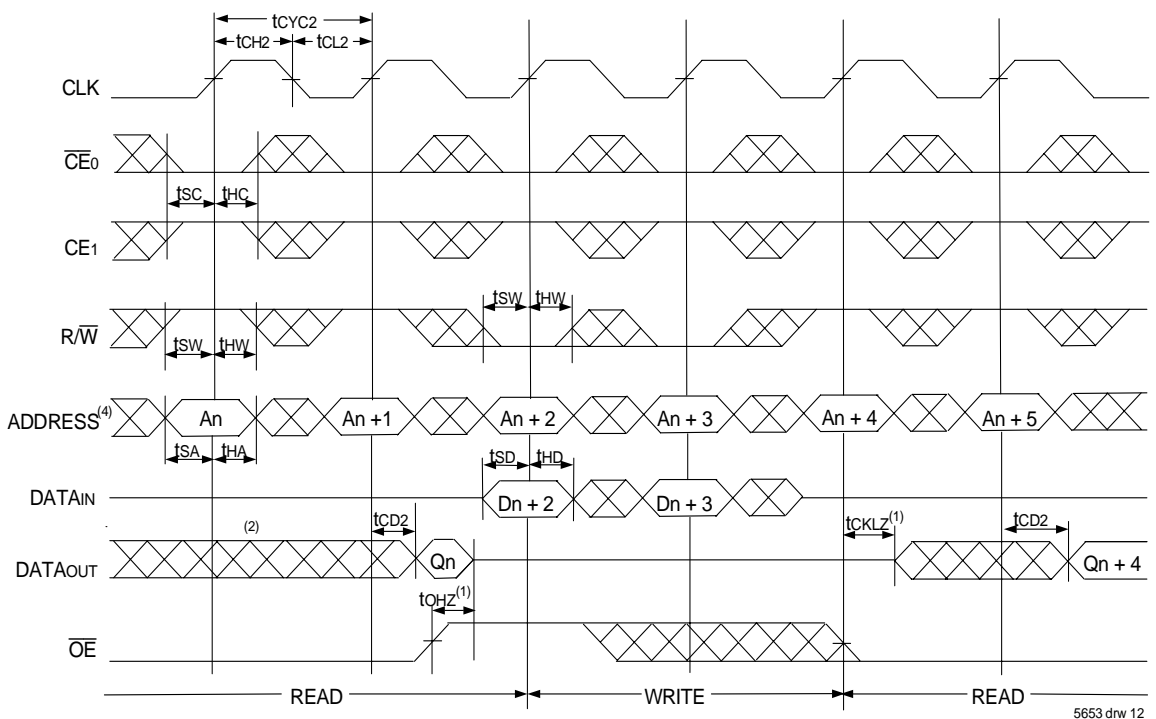 tCYC2
tCH2 tCL2
CLK
CE0
tSC tHC
CE1
tSW tHW
R/W
tSW tHW
ADDRESS(4) An An + 1 An + 2 An + 3 An + 4 An + 5
tSA tHA
tSD tHD
DATAIN Dn + 2 Dn + 3
(2) tCD2 tCKLZ(1) tCD2
DATAOUT Qn Qn + 4
tOHZ(1)
OE
READ WRITE READ
5653 drw 12